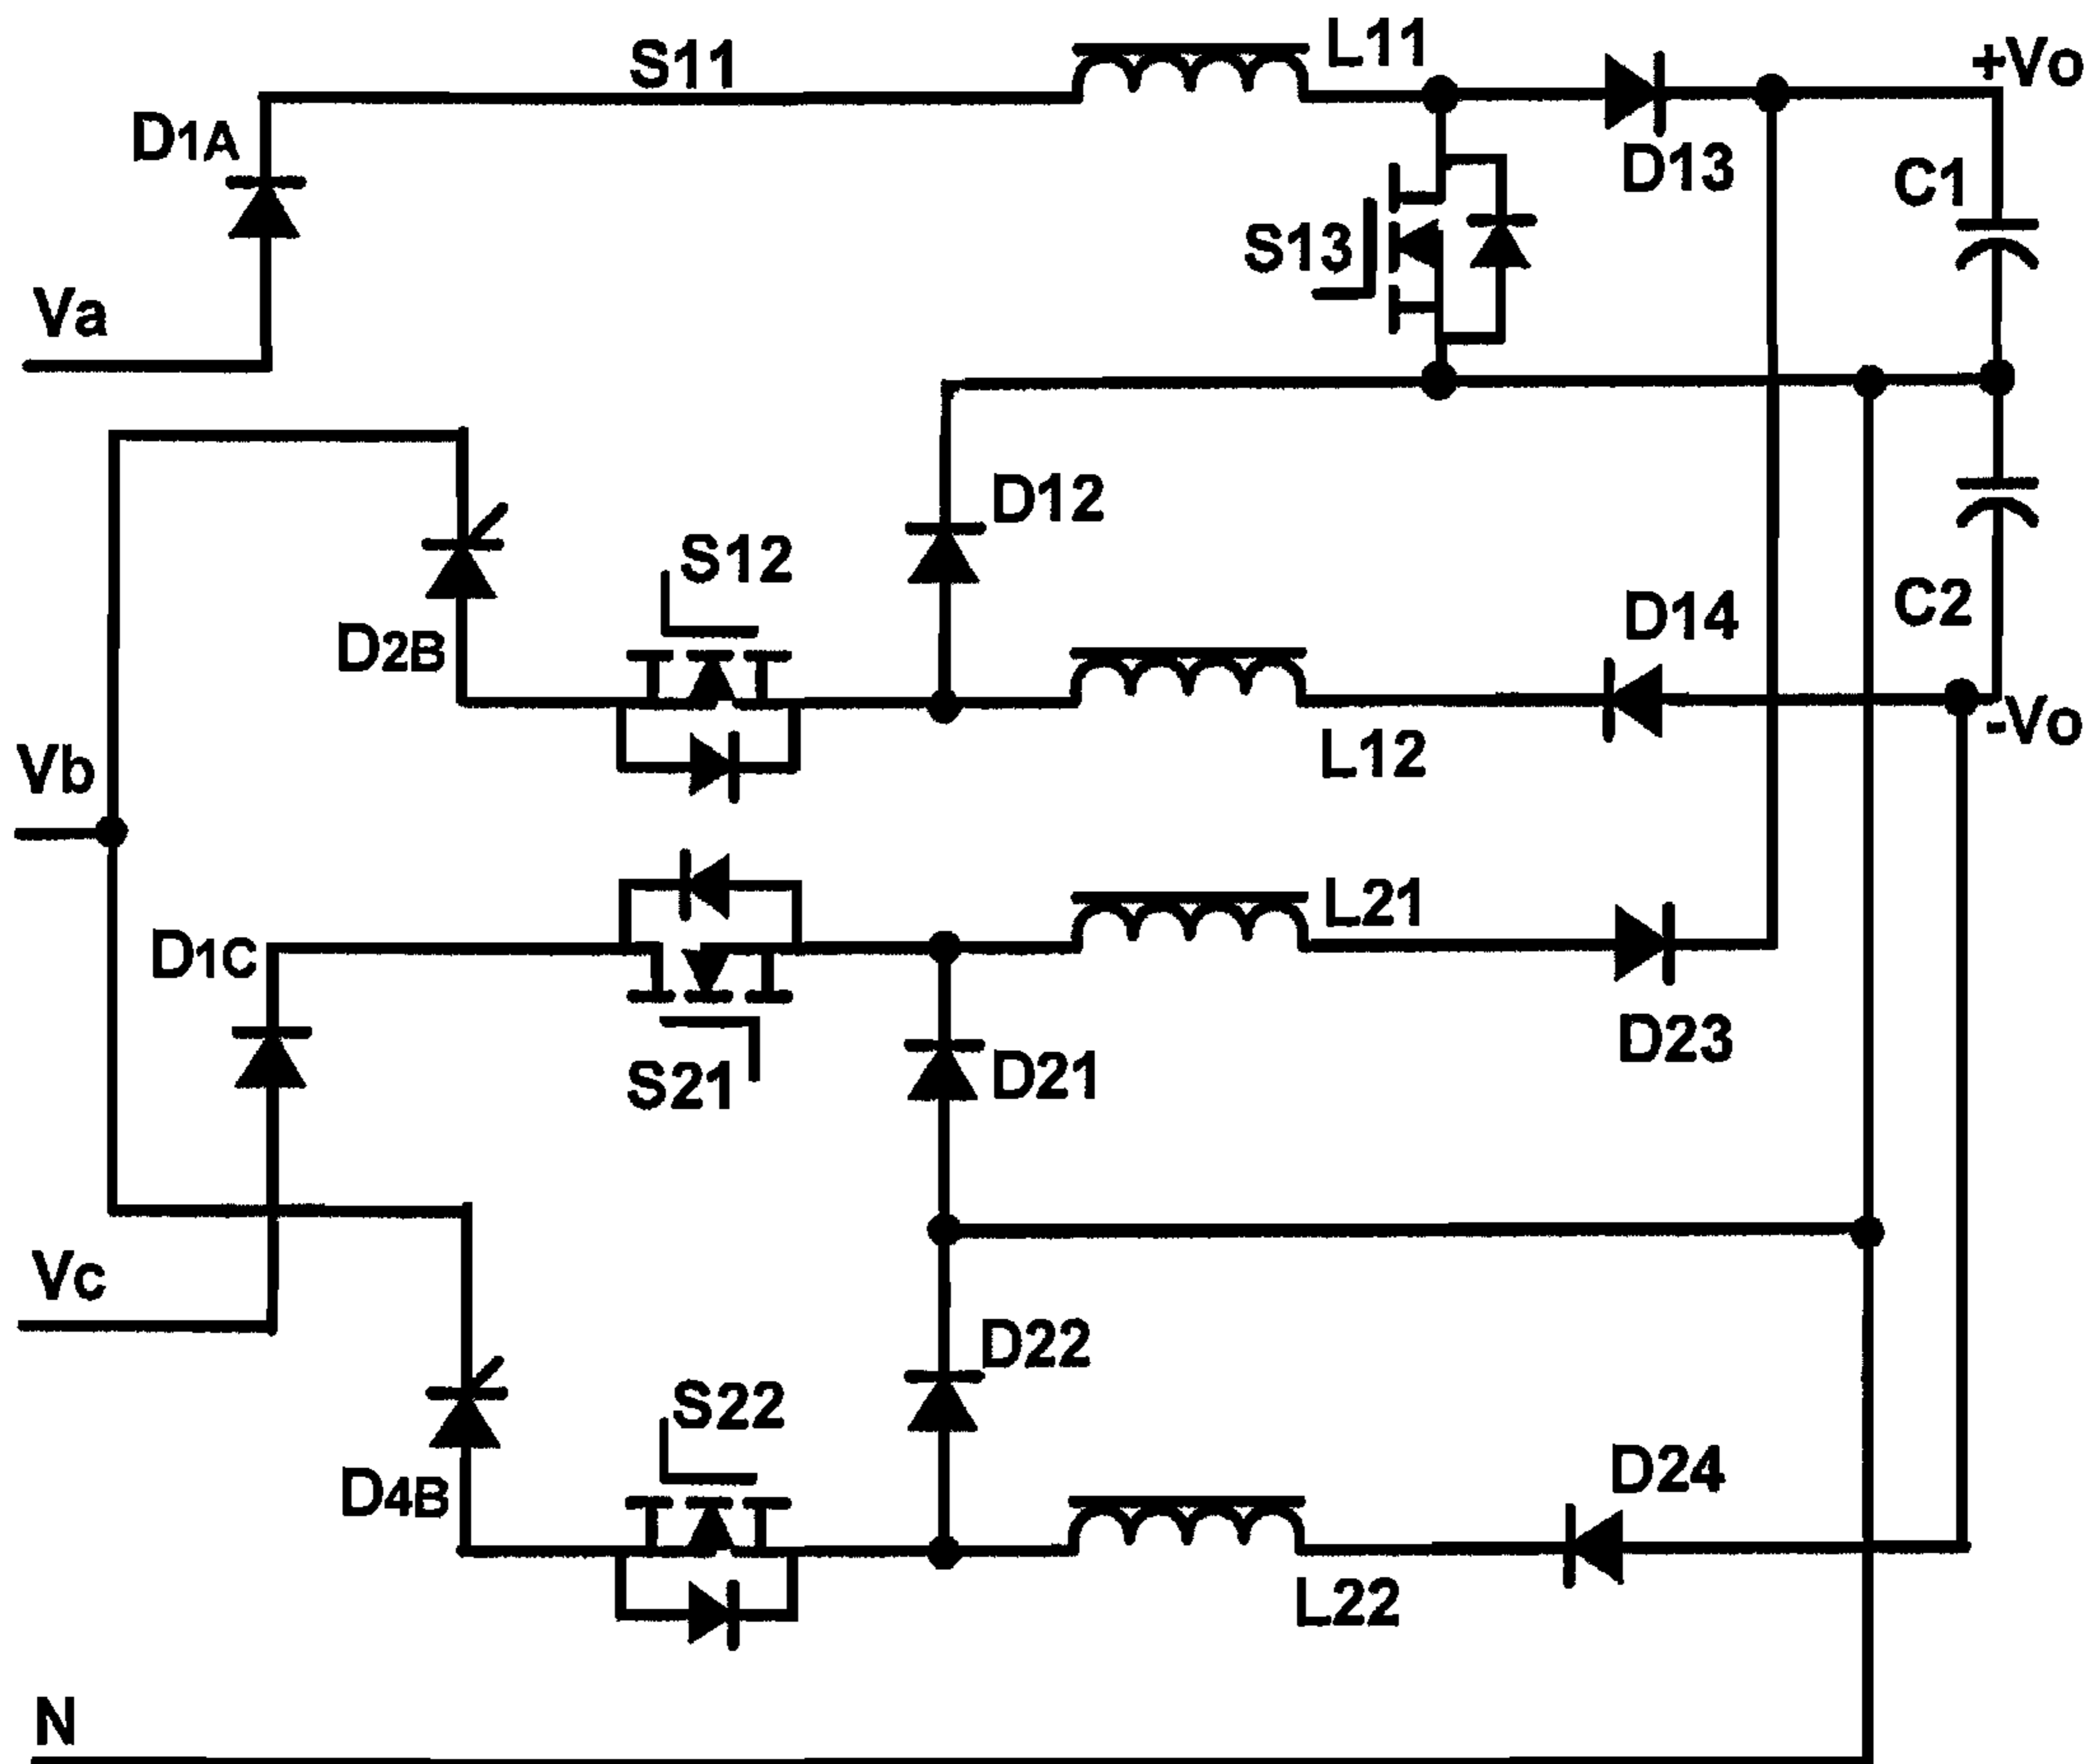 S11
L11
+Vo
D1A
D13
C1
S13
Va
D12
S12
D14
C2
D2B
-Vo
L12
Vb
L21
D1C
D23
S21
D21
Vc
D22
S22
D24
D4B
L22
N